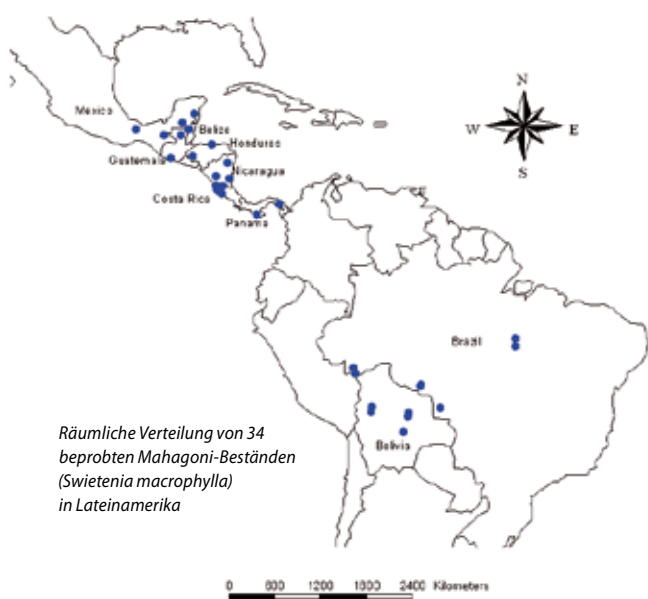 N
W E
S
Mexico
Belize
Honduras
Guatemala
Nicaragua
Costa Rica
Panama
Brazil
Bolivia
Räumliche Verteilung von 34
beprobten Mahagoni-Beständen
(Swietenia macrophylla)
in Lateinamerika
0 600 1200 1800 2400 Kilometers